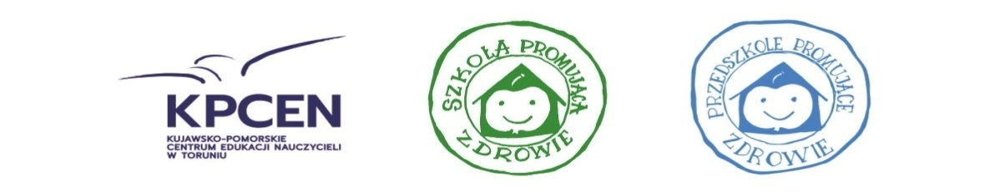 KPCEN
KUJAWSKO-POMORSKIE
CENTRUM EDUKACJI NAUCZYCIELI
W TORUNIU
SZKOŁA PROMUJĄCA
ZDROWIE
PRZEDSZKOLE PROMUJĄCE
ZDROWIE